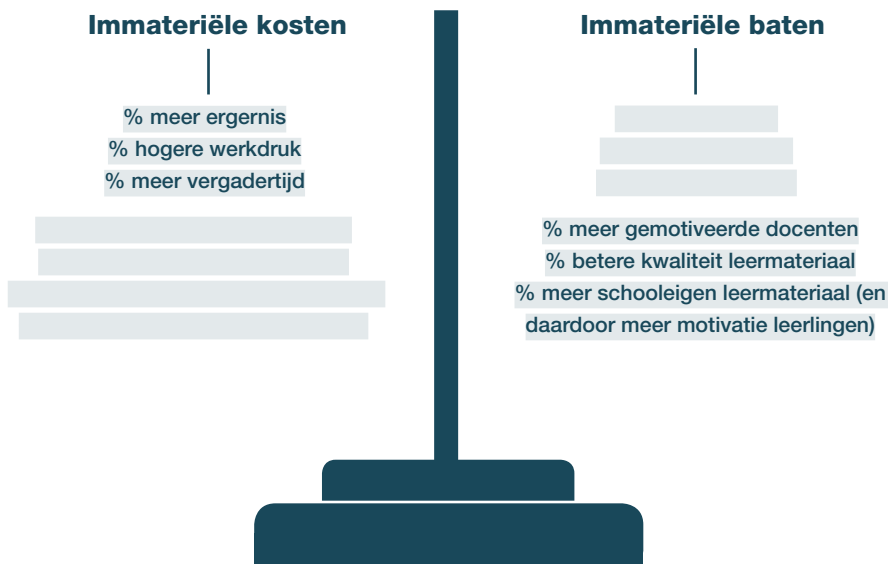 Immateriële kosten
% meer ergernis
% hogere werkdruk
% meer vergadertijd
Immateriële baten
% meer gemotiveerde docenten
% betere kwaliteit leermateriaal
% meer schooleigen leermateriaal (en
daardoor meer motivatie leerlingen)